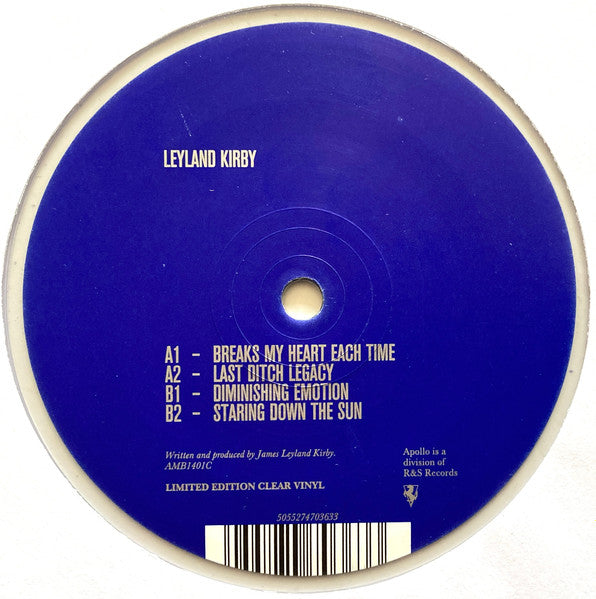 LEYLAND KIRBY
A1 - BREAKS MY HEART EACH TIME
A2 - LAST DITCH LEGACY
B1 - DIMINISHING EMOTION
B2 - STARING DOWN THE SUN
Written and produced by James Leyland Kirby.
AMB1401C
LIMITED EDITION CLEAR VINYL
Apollo is a
division of
R&S Records
5055274703633